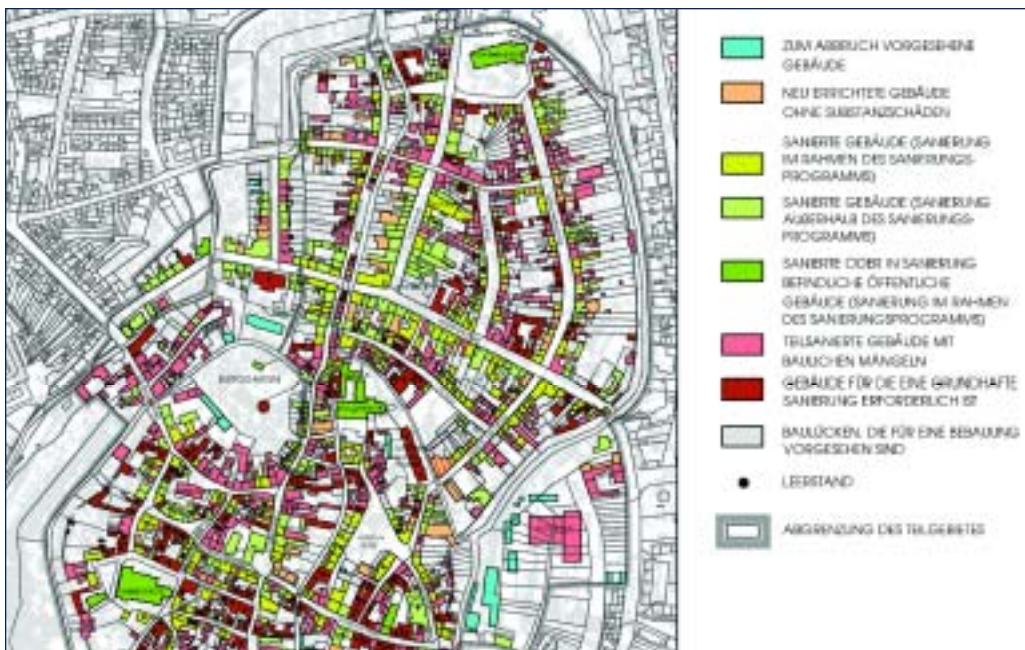 ZUM ABBRUCH VORGESEHENE
GEBÄUDE
NEU ERRICHTETE GEBÄUDE
OHNE SUBSTANZSCHÄDEN
SANIERTE GEBÄUDE (SANIERUNG
IM RAHMEN DES SANIERUNGS-
PROGRAMMS)
SANIERTE GEBÄUDE (SANIERUNG
AUßERHALB DES SANIERUNGS-
PROGRAMMS)
SANIERTE ODER IN SANIERUNG
BEFINDLICHE ÖFFENTLICHE
GEBÄUDE (SANIERUNG IM RAHMEN
DES SANIERUNGSPROGRAMMS)
TEILSANIERTE GEBÄUDE MIT
BAULICHEN MÄNGELN
GEBÄUDE FÜR DIE EINE GRUNDHAFTE
SANIERUNG ERFORDERLICH IST
BAULÜCKEN, DIE FÜR EINE BEBAUUNG
VORGESEHEN SIND
LEERSTAND
ABGRENZUNG DES TEILGEBIETES